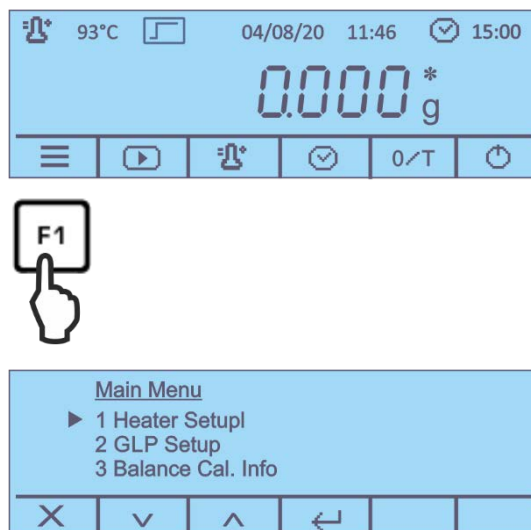 93°C 04/08/20 11:46 15:00
0.000 * g
0/T
F1
Main Menu
1 Heater Setupl
2 GLP Setup
3 Balance Cal. Info